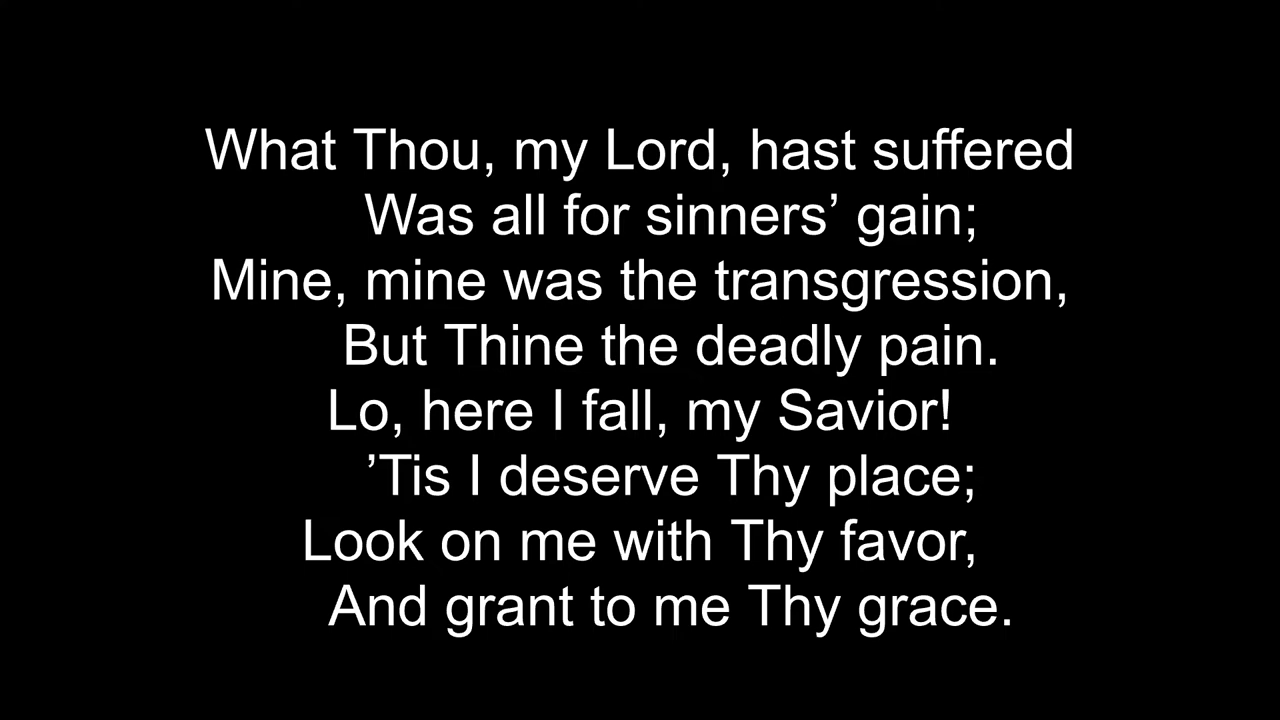 What Thou, my Lord, hast suffered
Was all for sinners’ gain;
Mine, mine was the transgression,
But Thine the deadly pain.
Lo, here I fall, my Savior!
’Tis I deserve Thy place;
Look on me with Thy favor,
And grant to me Thy grace.